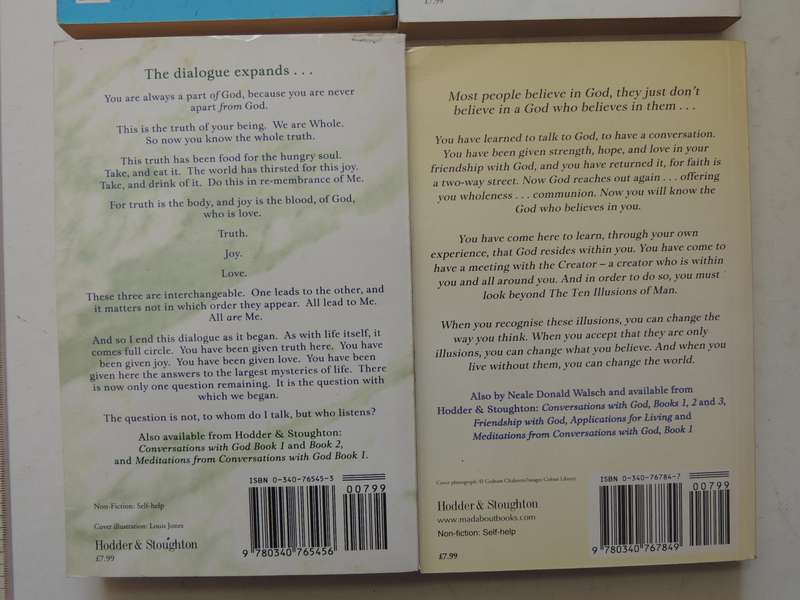 £7.99
The dialogue expands . . .
You are always a part of God, because you are never
apart from God.
This is the truth of your being. We are Whole.
So now you know the whole truth.
This truth has been food for the hungry soul.
Take, and eat it. The world has thirsted for this joy.
Take, and drink of it. Do this in re-membrance of Me.
For truth is the body, and joy is the blood, of God,
who is love.
Truth.
Joy.
Love.
These three are interchangeable. One leads to the other, and
it matters not in which order they appear. All lead to Me.
All are Me.
And so I end this dialogue as it began. As with life itself, it
comes full circle. You have been given truth here. You have
been given joy. You have been given love. You have been
given here the answers to the largest mysteries of life. There
is now only one question remaining. It is the question with
which we began.
The question is not, to whom do I talk, but who listens?
Also available from Hodder & Stoughton:
Conversations with God Book 1 and Book 2,
and Meditations from Conversations with God Book 1.
Non-Fiction: Self-help
Cover illustration: Louis Jones
Hodder & Stoughton
£7.99
ISBN 0-340-76545-3
00799
9 780340 765456
Most people believe in God, they just don't
believe in a God who believes in them . . .
You have learned to talk to God, to have a conversation.
You have been given strength, hope, and love in your
friendship with God, and you have returned it, for faith is
a two-way street. Now God reaches out again . . . offering
you wholeness . . . communion. Now you will know the
God who believes in you.
You have come here to learn, through your own
experience, that God resides within you. You have come to
have a meeting with the Creator – a creator who is within
you and all around you. And in order to do so, you must
look beyond The Ten Illusions of Man.
When you recognise these illusions, you can change the
way you think. When you accept that they are only
illusions, you can change what you believe. And when you
live without them, you can change the world.
Also by Neale Donald Walsch and available from
Hodder & Stoughton: Conversations with God, Books 1, 2 and 3,
Friendship with God, Applications for Living and
Meditations from Conversations with God, Book 1
Cover photograph: © Graham Chalmers/Images Colour Library
Hodder & Stoughton
www.madaboutbooks.com
Non-fiction: Self-help
£7.99
ISBN 0-340-76784-7
00799
9 780340 767849